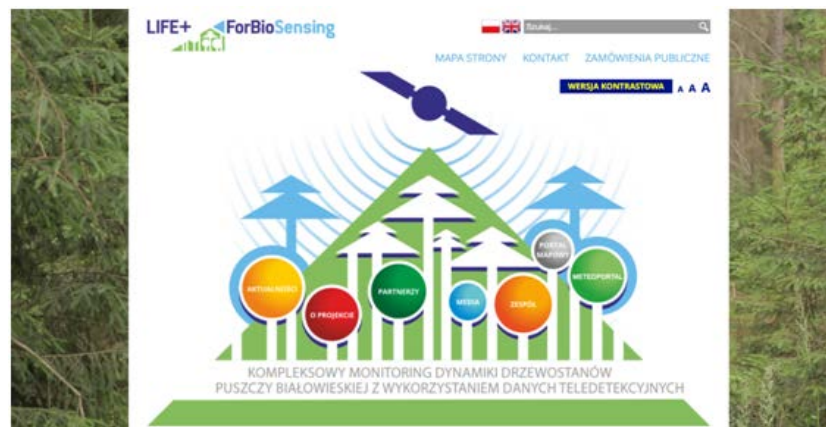 LIFE+ ForBioSensing
Szukaj...
MAPA STRONY KONTAKT ZAMÓWIENIA PUBLICZNE
WERSJA KONTRASTOWA A A A
PORTAL
MAPOWY
METEOPORTAL
AKTUALNOŚCI
PARTNERZY
MEDIA
ZESPÓŁ
O PROJEKCIE
KOMPLEKSOWY MONITORING DYNAMIKI DRZEWOSTANÓW
PUSZCZY BIAŁOWIESKIEJ Z WYKORZYSTANIEM DANYCH TELEDETEKCYJNYCH